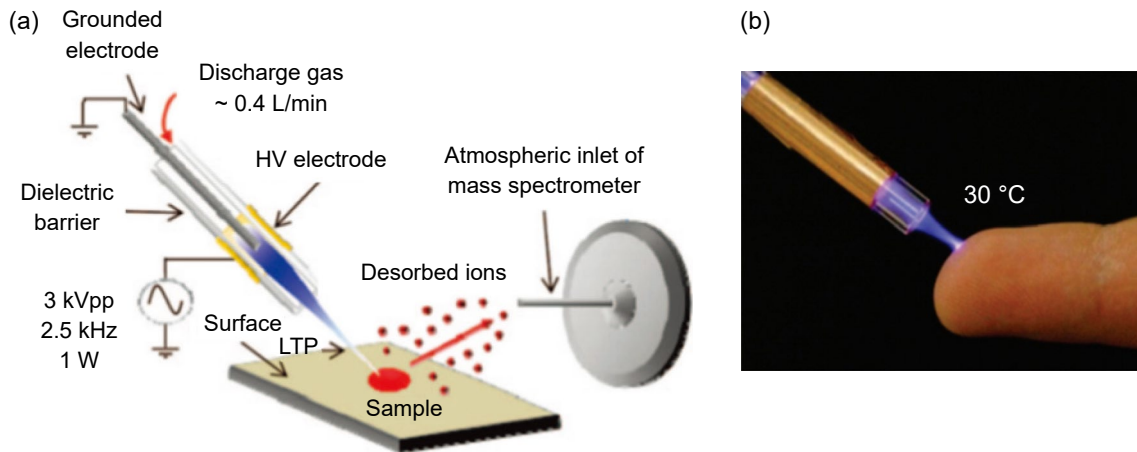 (a)
Grounded
electrode
Discharge gas
~ 0.4 L/min
HV electrode
Dielectric
barrier
Atmospheric inlet of
mass spectrometer
3 kVpp
2.5 kHz
1 W
Surface
LTP
Desorbed ions
Sample
(b)
30 °C